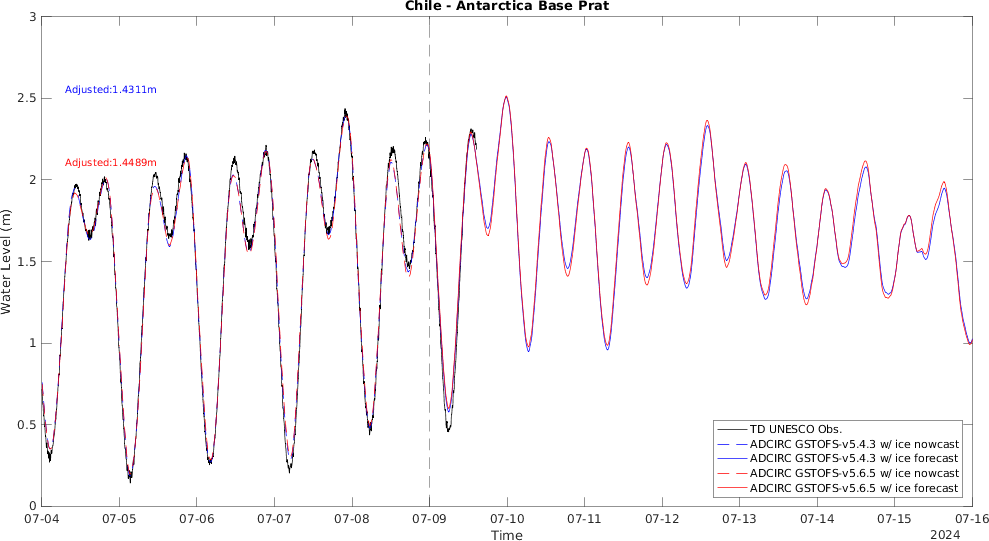 Chile - Antarctica Base Prat
3
2.5
2
1.5
1
0.5
0
Water Level (m)
Adjusted:1.4311m
Adjusted:1.4489m
TD UNESCO Obs.
ADCIRC GSTOFS-v5.4.3 w/ ice nowcast
ADCIRC GSTOFS-v5.4.3 w/ ice forecast
ADCIRC GSTOFS-v5.6.5 w/ ice nowcast
ADCIRC GSTOFS-v5.6.5 w/ ice forecast
07-04 07-05 07-06 07-07 07-08 07-09 07-10 07-11 07-12 07-13 07-14 07-15 07-16
Time
2024